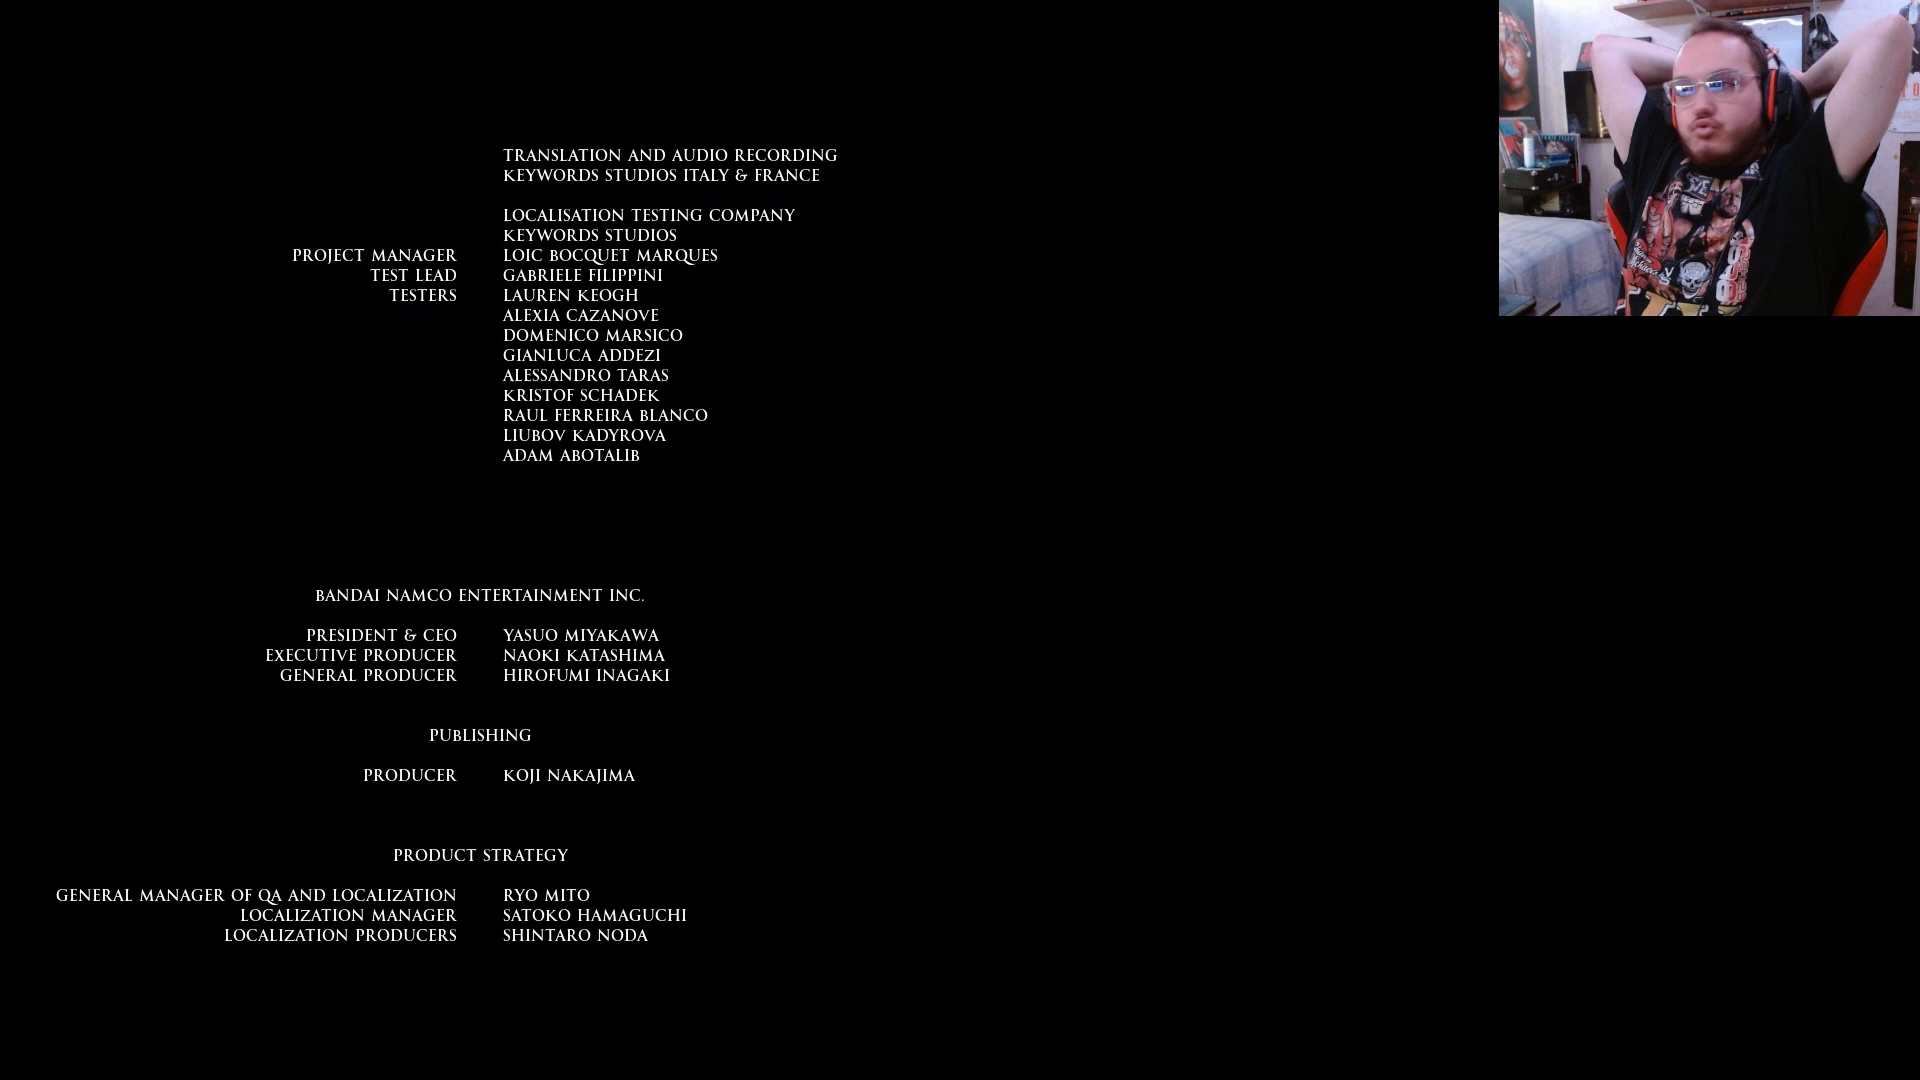 TRANSLATION AND AUDIO RECORDING
KEYWORDS STUDIOS ITALY & FRANCE
LOCALISATION TESTING COMPANY
KEYWORDS STUDIOS
PROJECT MANAGER LOIC BOCQUET MARQUES
TEST LEAD GABRIELE FILIPPINI
TESTERS LAUREN KEOGH
ALEXIA CAZANOVE
DOMENICO MARSICO
GIANLUCA ADDEZI
ALESSANDRO TARAS
KRISTOF SCHADEK
RAUL FERREIRA BLANCO
LIUBOV KADYROVA
ADAM ABOTALIB
BANDAI NAMCO ENTERTAINMENT INC.
PRESIDENT & CEO YASUO MIYAKAWA
EXECUTIVE PRODUCER NAOKI KATASHIMA
GENERAL PRODUCER HIROFUMI INAGAKI
PUBLISHING
PRODUCER KOJI NAKAJIMA
PRODUCT STRATEGY
GENERAL MANAGER OF QA AND LOCALIZATION RYO MITO
LOCALIZATION MANAGER SATOKO HAMAGUCHI
LOCALIZATION PRODUCERS SHINTARO NODA